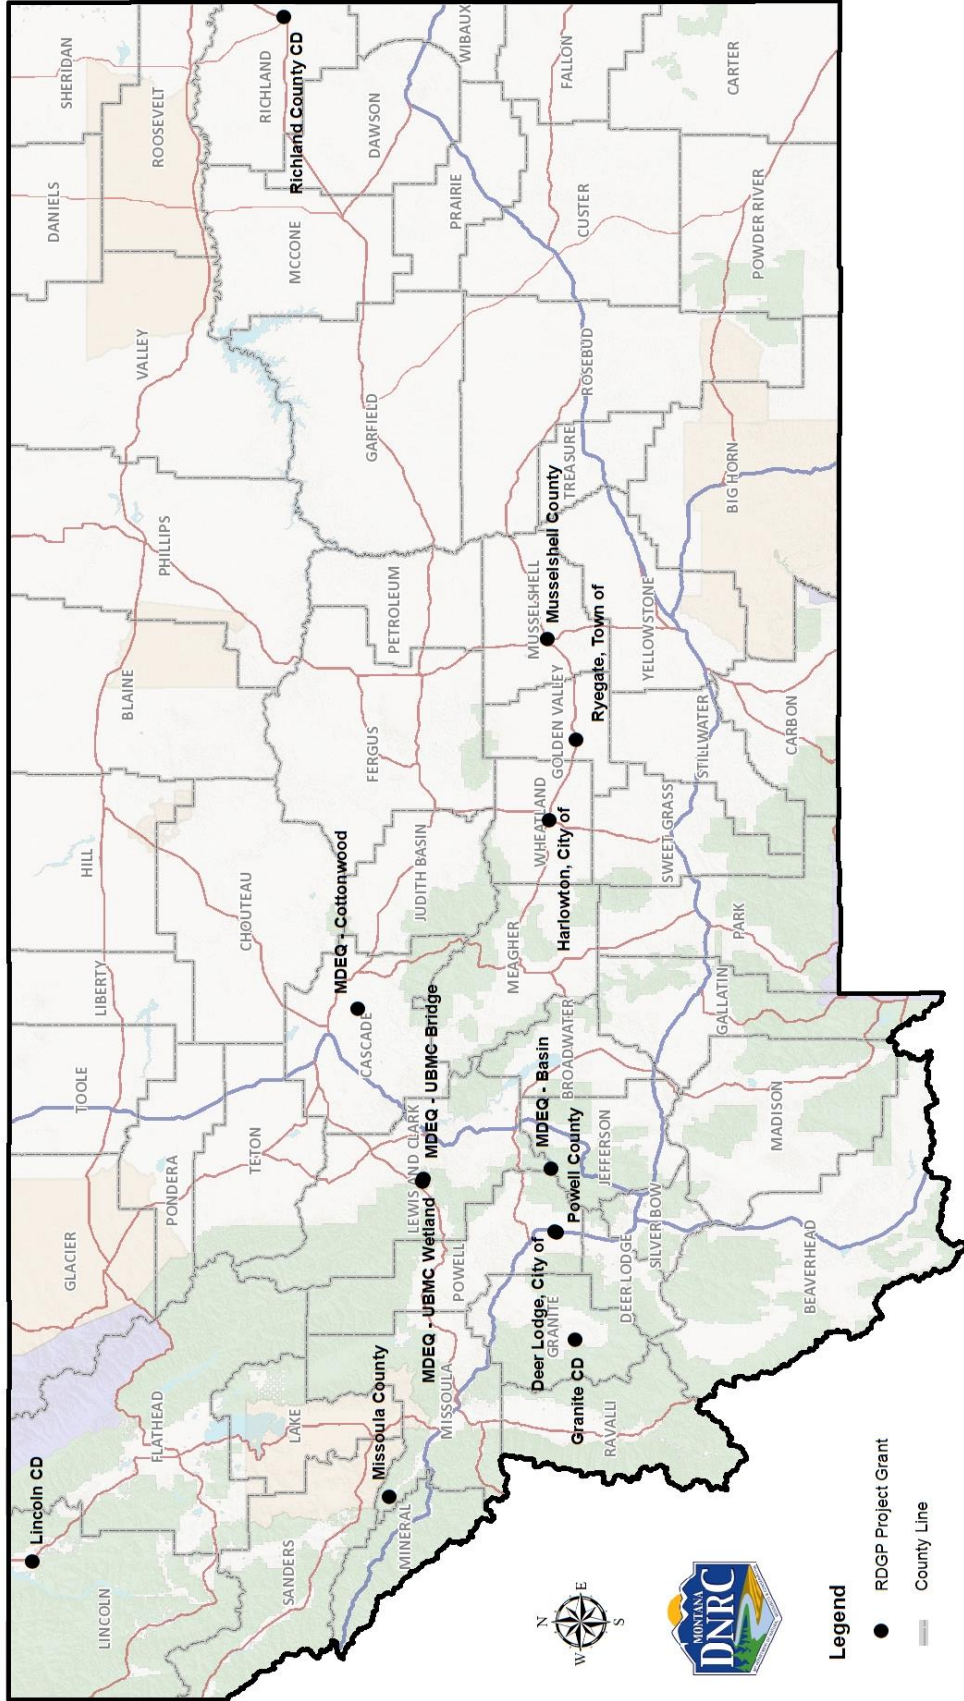 LINCOLN
Lincoln CD
FLATHEAD
GLACIER
TOOLE
LIBERTY
HILL
BLAINE
PHILLIPS
VALLEY
DANIELS
SHERIDAN
ROOSEVELT
SANDERS
LAKE
PONDERA
TETON
CHOUTEAU
RICHLAND
Richland County CD
MCCONE
DAWSON
WIBAUX
Missoula County
MINERAL
MISSOULA
MDEQ - UBMC Wetland
MDEQ - UBMC Bridge
LEWIS AND CLARK
POWELL
CASCADE
MDEQ - Cottonwood
JUDITH BASIN
FERGUS
PETROLEUM
GARFIELD
PRAIRIE
FALLON
CUSTER
CARTER
POWDER RIVER
ROSEBUD
TREASURE
Musselshell County
MUSSELSHELL
Ryegate, Town of
GOLDEN VALLEY
WHEATLAND
Harlowton, City of
MEAGHER
BROADWATER
MDEQ - Basin
Powell County
JEFFERSON
Deer Lodge, City of
GRANITE
Granite CD
RAVALLI
DEER LODGE
SILVER BOW
BEAVERHEAD
MADISON
GALLATIN
PARK
SWEET GRASS
STILLWATER
CARBON
YELLOWSTONE
BIG HORN
N
W
E
S
MONTANA
DNRC
Legend
RDGP Project Grant
County Line